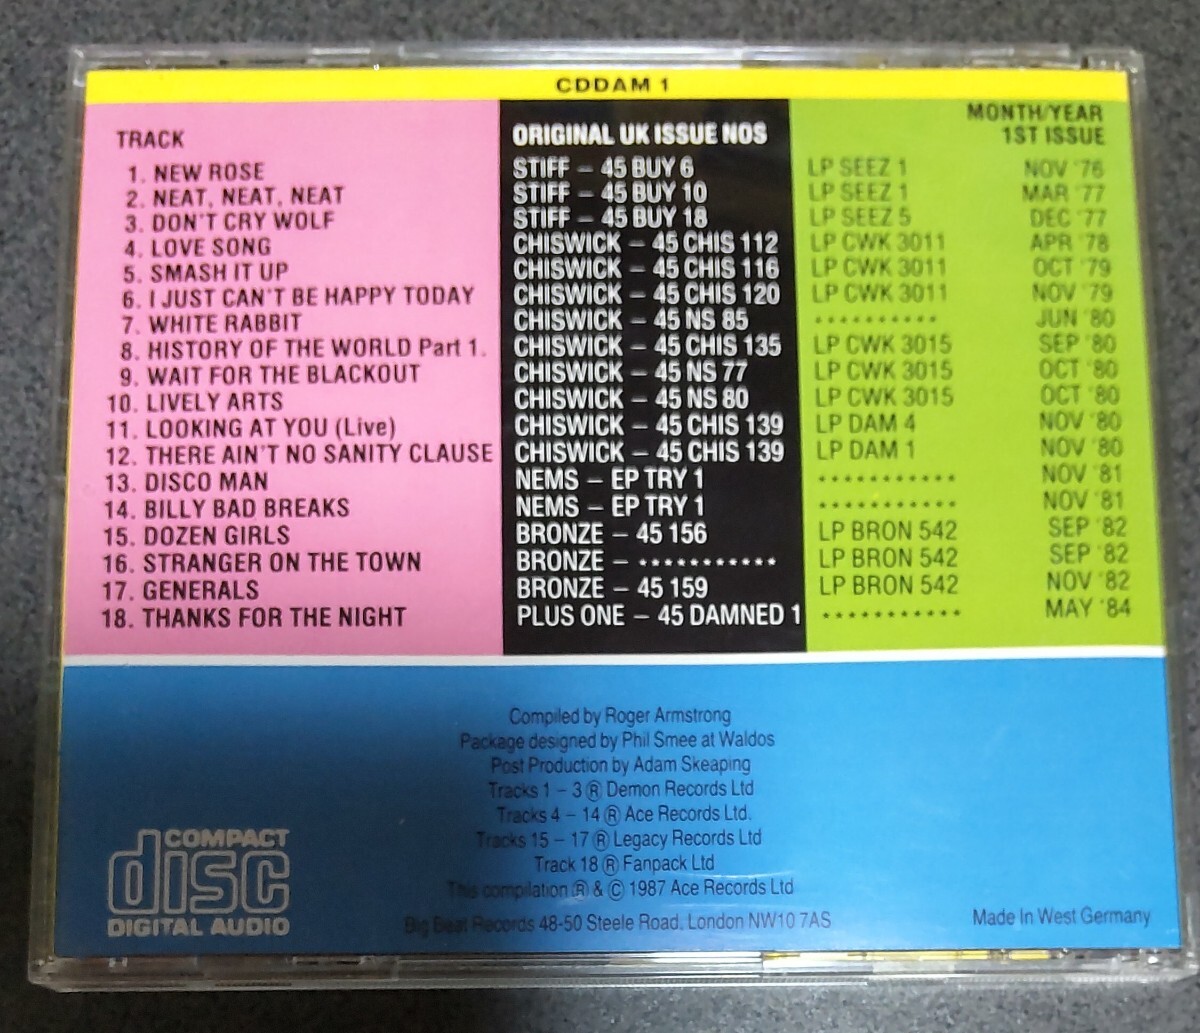 CDDAM 1
TRACK ORIGINAL UK ISSUE NOS MONTH/YEAR
1ST ISSUE
1. NEW ROSE STIFF – 45 BUY 6 LP SEEZ 1 NOV '76
2. NEAT, NEAT, NEAT STIFF – 45 BUY 10 LP SEEZ 1 MAR '77
3. DON'T CRY WOLF STIFF – 45 BUY 18 LP SEEZ 5 DEC '77
4. LOVE SONG CHISWICK – 45 CHIS 112 LP CWK 3011 APR '78
5. SMASH IT UP CHISWICK – 45 CHIS 116 LP CWK 3011 OCT '79
6. I JUST CAN'T BE HAPPY TODAY CHISWICK – 45 CHIS 120 LP CWK 3011 NOV '79
7. WHITE RABBIT CHISWICK – 45 NS 85 ·········· JUN '80
8. HISTORY OF THE WORLD Part 1. CHISWICK – 45 CHIS 135 LP CWK 3015 SEP '80
9. WAIT FOR THE BLACKOUT CHISWICK – 45 NS 77 LP CWK 3015 OCT '80
10. LIVELY ARTS CHISWICK – 45 NS 80 LP CWK 3015 OCT '80
11. LOOKING AT YOU (Live) CHISWICK – 45 CHIS 139 LP DAM 4 NOV '80
12. THERE AIN'T NO SANITY CLAUSE CHISWICK – 45 CHIS 139 LP DAM 1 NOV '80
13. DISCO MAN NEMS – EP TRY 1 ··········· NOV '81
14. BILLY BAD BREAKS NEMS – EP TRY 1 ··········· NOV '81
15. DOZEN GIRLS BRONZE – 45 156 LP BRON 542 SEP '82
16. STRANGER ON THE TOWN BRONZE – ··········· LP BRON 542 SEP '82
17. GENERALS BRONZE – 45 159 LP BRON 542 NOV '82
18. THANKS FOR THE NIGHT PLUS ONE – 45 DAMNED 1 ··········· MAY '84
Compiled by Roger Armstrong
Package designed by Phil Smee at Waldos
Post Production by Adam Skeaping
Tracks 1 – 3 ® Demon Records Ltd
Tracks 4 – 14 ® Ace Records Ltd.
Tracks 15 – 17 ® Legacy Records Ltd
Track 18 ® Fanpack Ltd
This compilation ® & © 1987 Ace Records Ltd
Big Beat Records 48-50 Steele Road. London NW10 7AS
Made In West Germany
COMPACT
disc
DIGITAL AUDIO